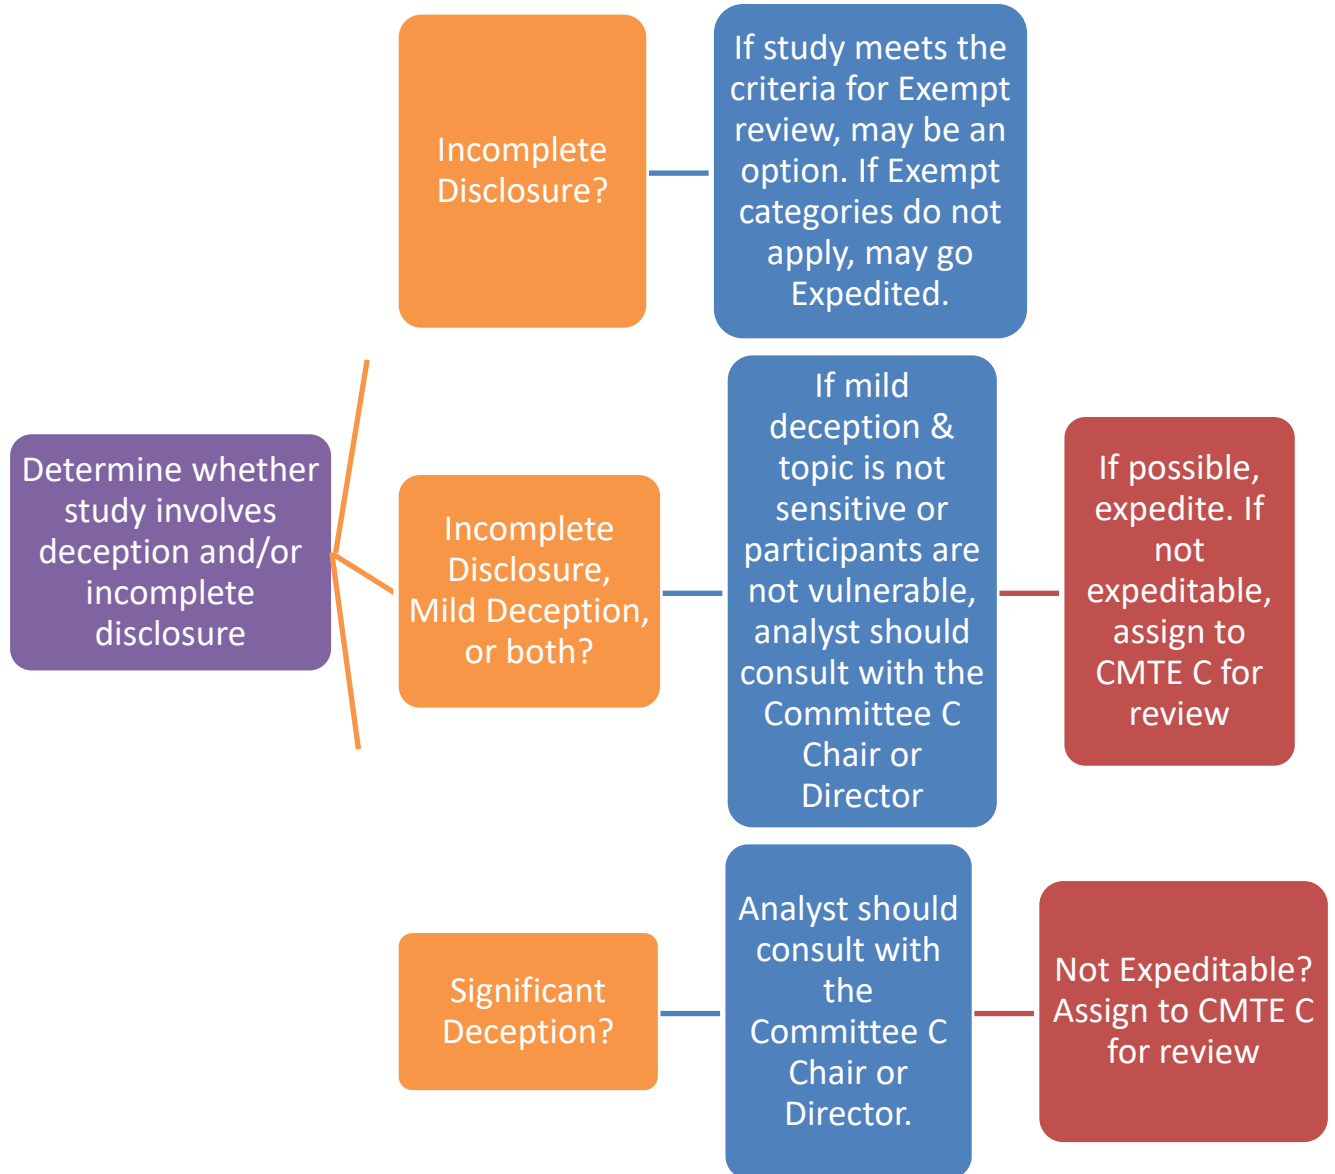 Determine whether
study involves
deception and/or
incomplete
disclosure
Incomplete
Disclosure?
If study meets the
criteria for Exempt
review, may be an
option. If Exempt
categories do not
apply, may go
Expedited.
Incomplete
Disclosure,
Mild Deception,
or both?
If mild
deception &
topic is not
sensitive or
participants are
not vulnerable,
analyst should
consult with the
Committee C
Chair or
Director
If possible,
expedite. If
not
expeditable,
assign to
CMTE C for
review
Significant
Deception?
Analyst should
consult with
the
Committee C
Chair or
Director.
Not Expeditable?
Assign to CMTE C
for review